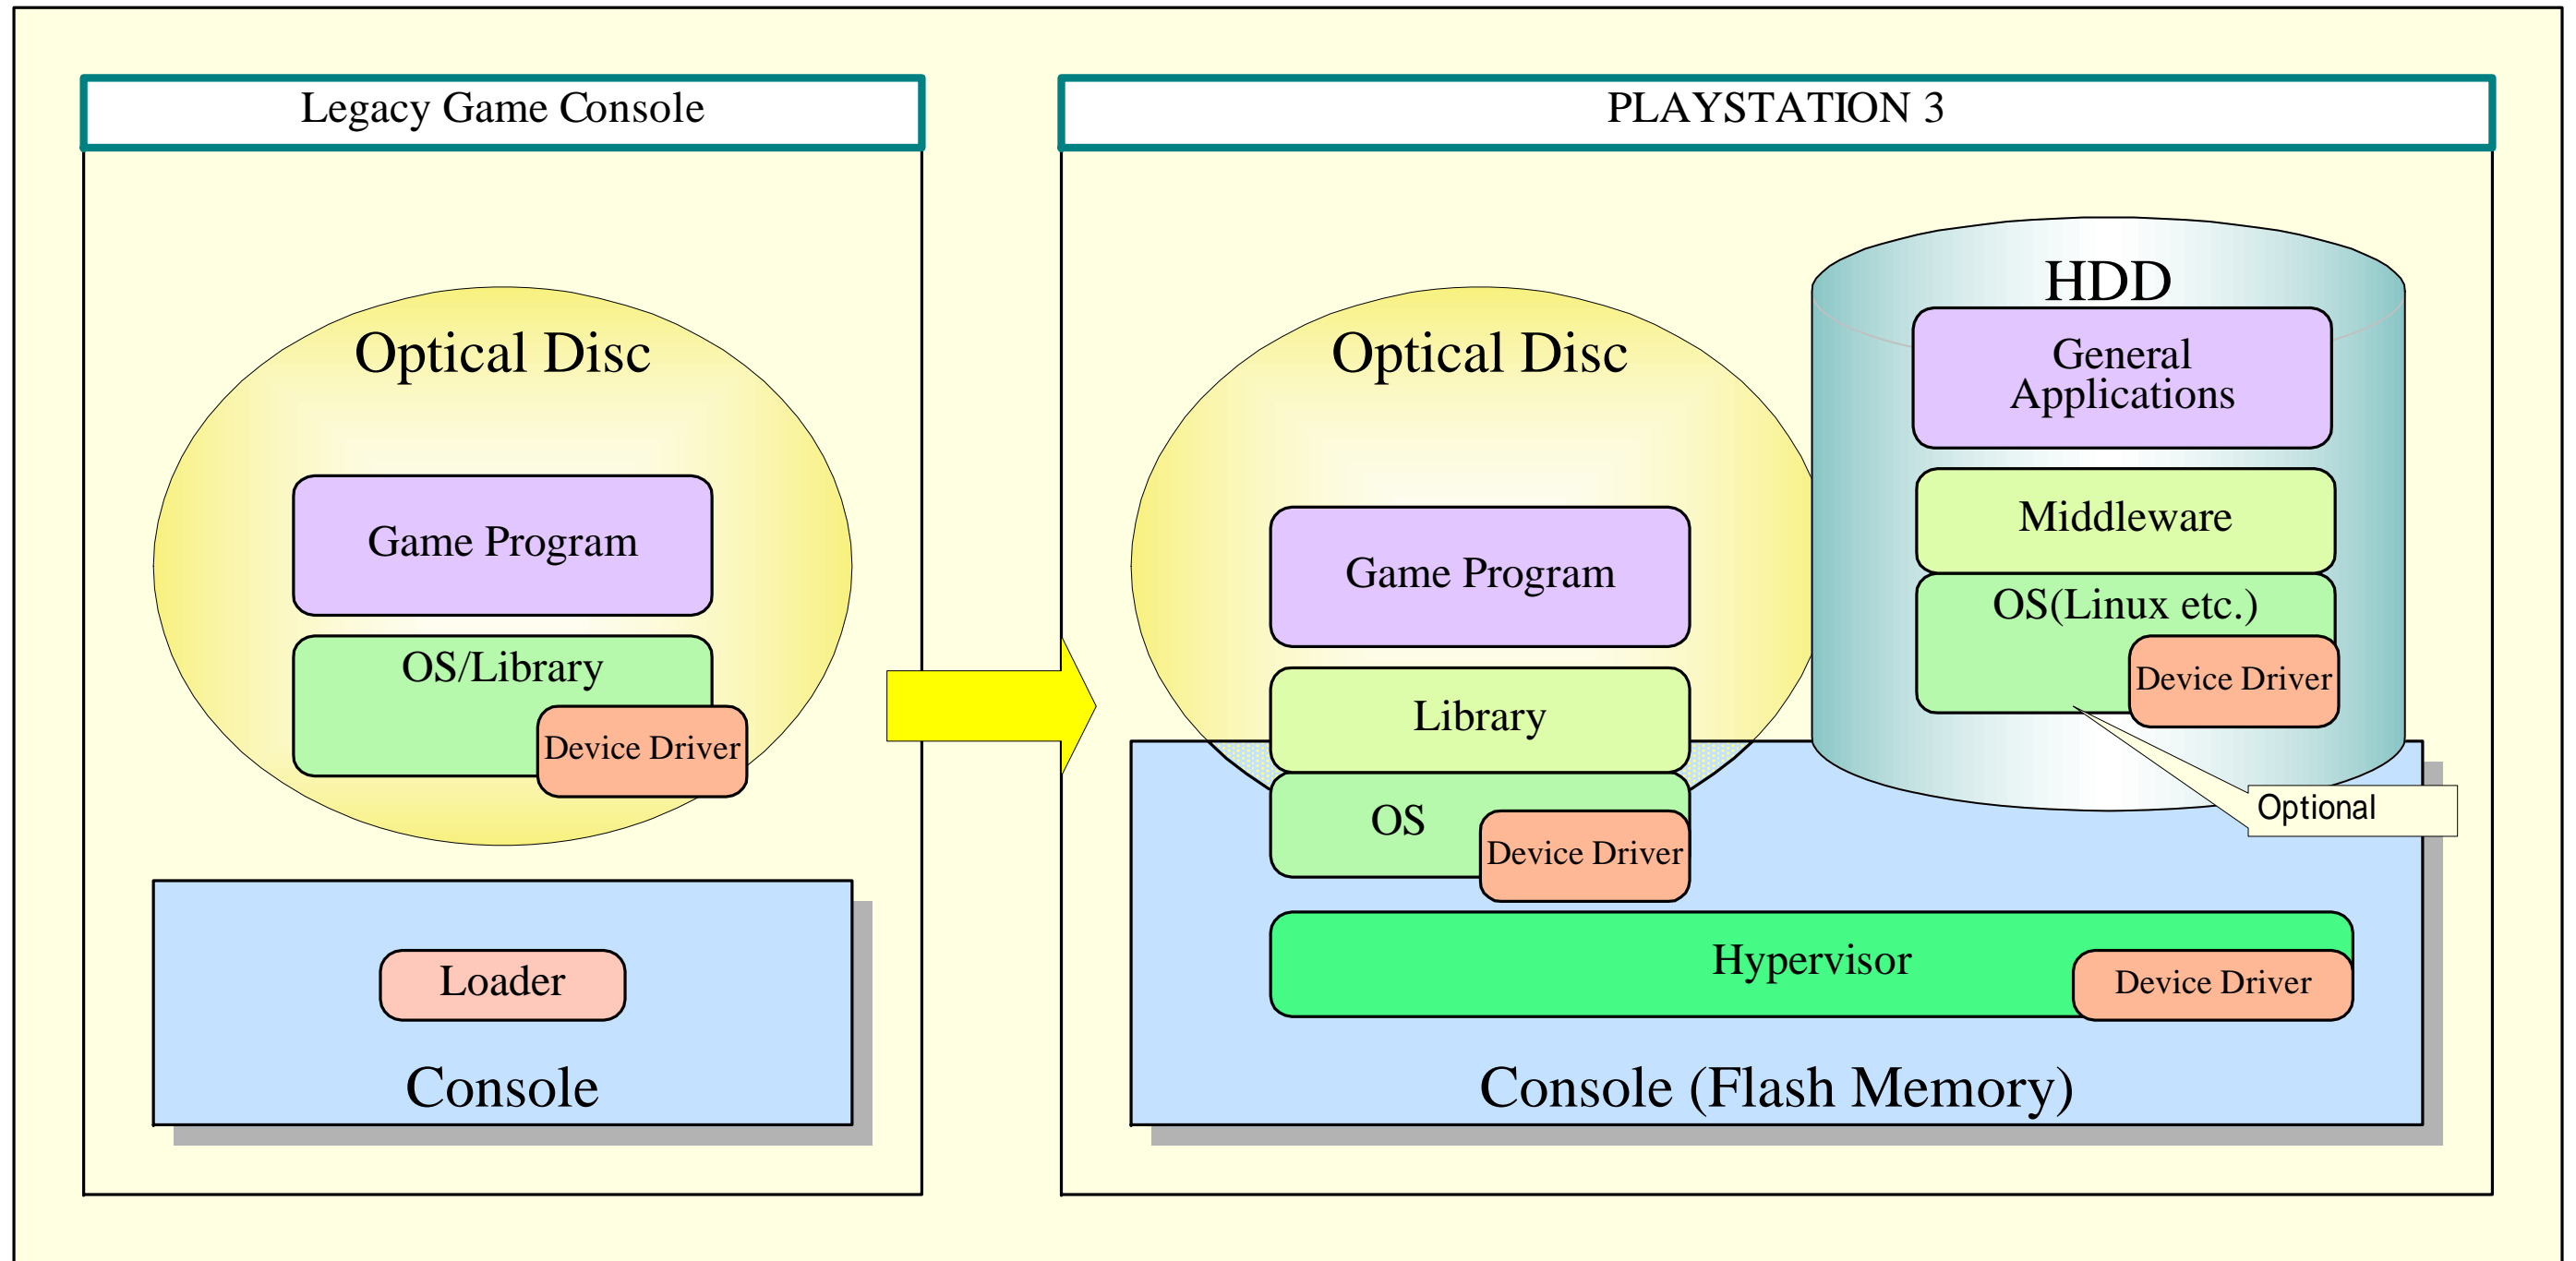 Legacy Game Console
Optical Disc
Game Program
OS/Library
Device Driver
Loader
Console
PLAYSTATION 3
Optical Disc
Game Program
Library
OS
Device Driver
HDD
General
Applications
Middleware
OS(Linux etc.)
Device Driver
Optional
Hypervisor
Device Driver
Console (Flash Memory)